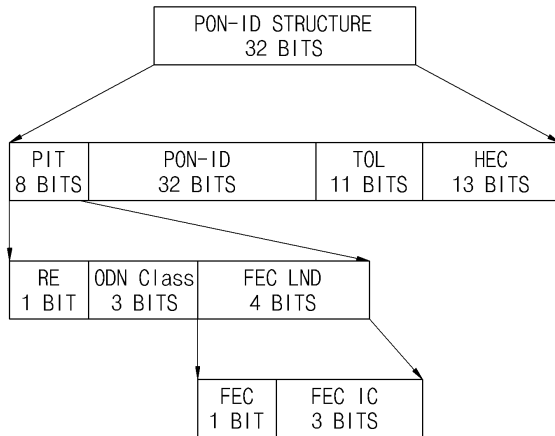 PON-ID STRUCTURE
32 BITS
PIT
8 BITS
PON-ID
32 BITS
TOL
11 BITS
HEC
13 BITS
RE
1 BIT
ODN Class
3 BITS
FEC LND
4 BITS
FEC
1 BIT
FEC IC
3 BITS